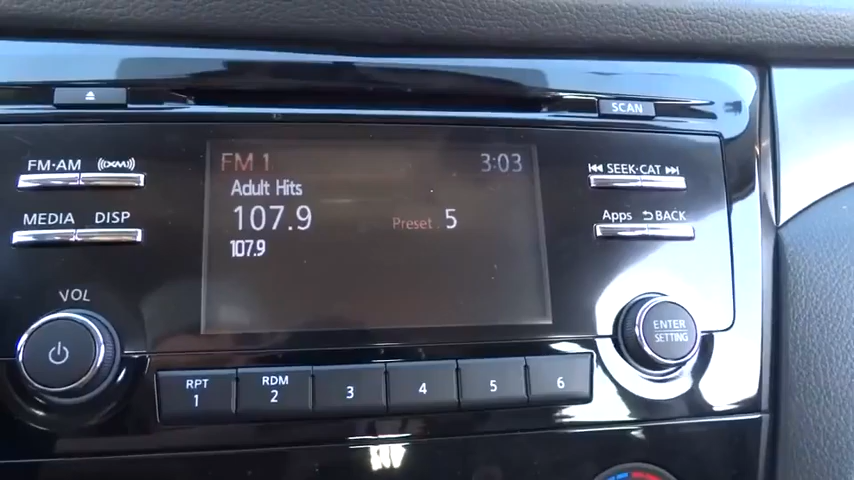 SCAN
FM·AM ((XM))
FM 1 3:03
SEEK·CAT
Adult Hits
MEDIA DISP
107.9 Preset 5
Apps BACK
107.9
VOL
ENTER
SETTING
RPT RDM
1 2 3 4 5 6